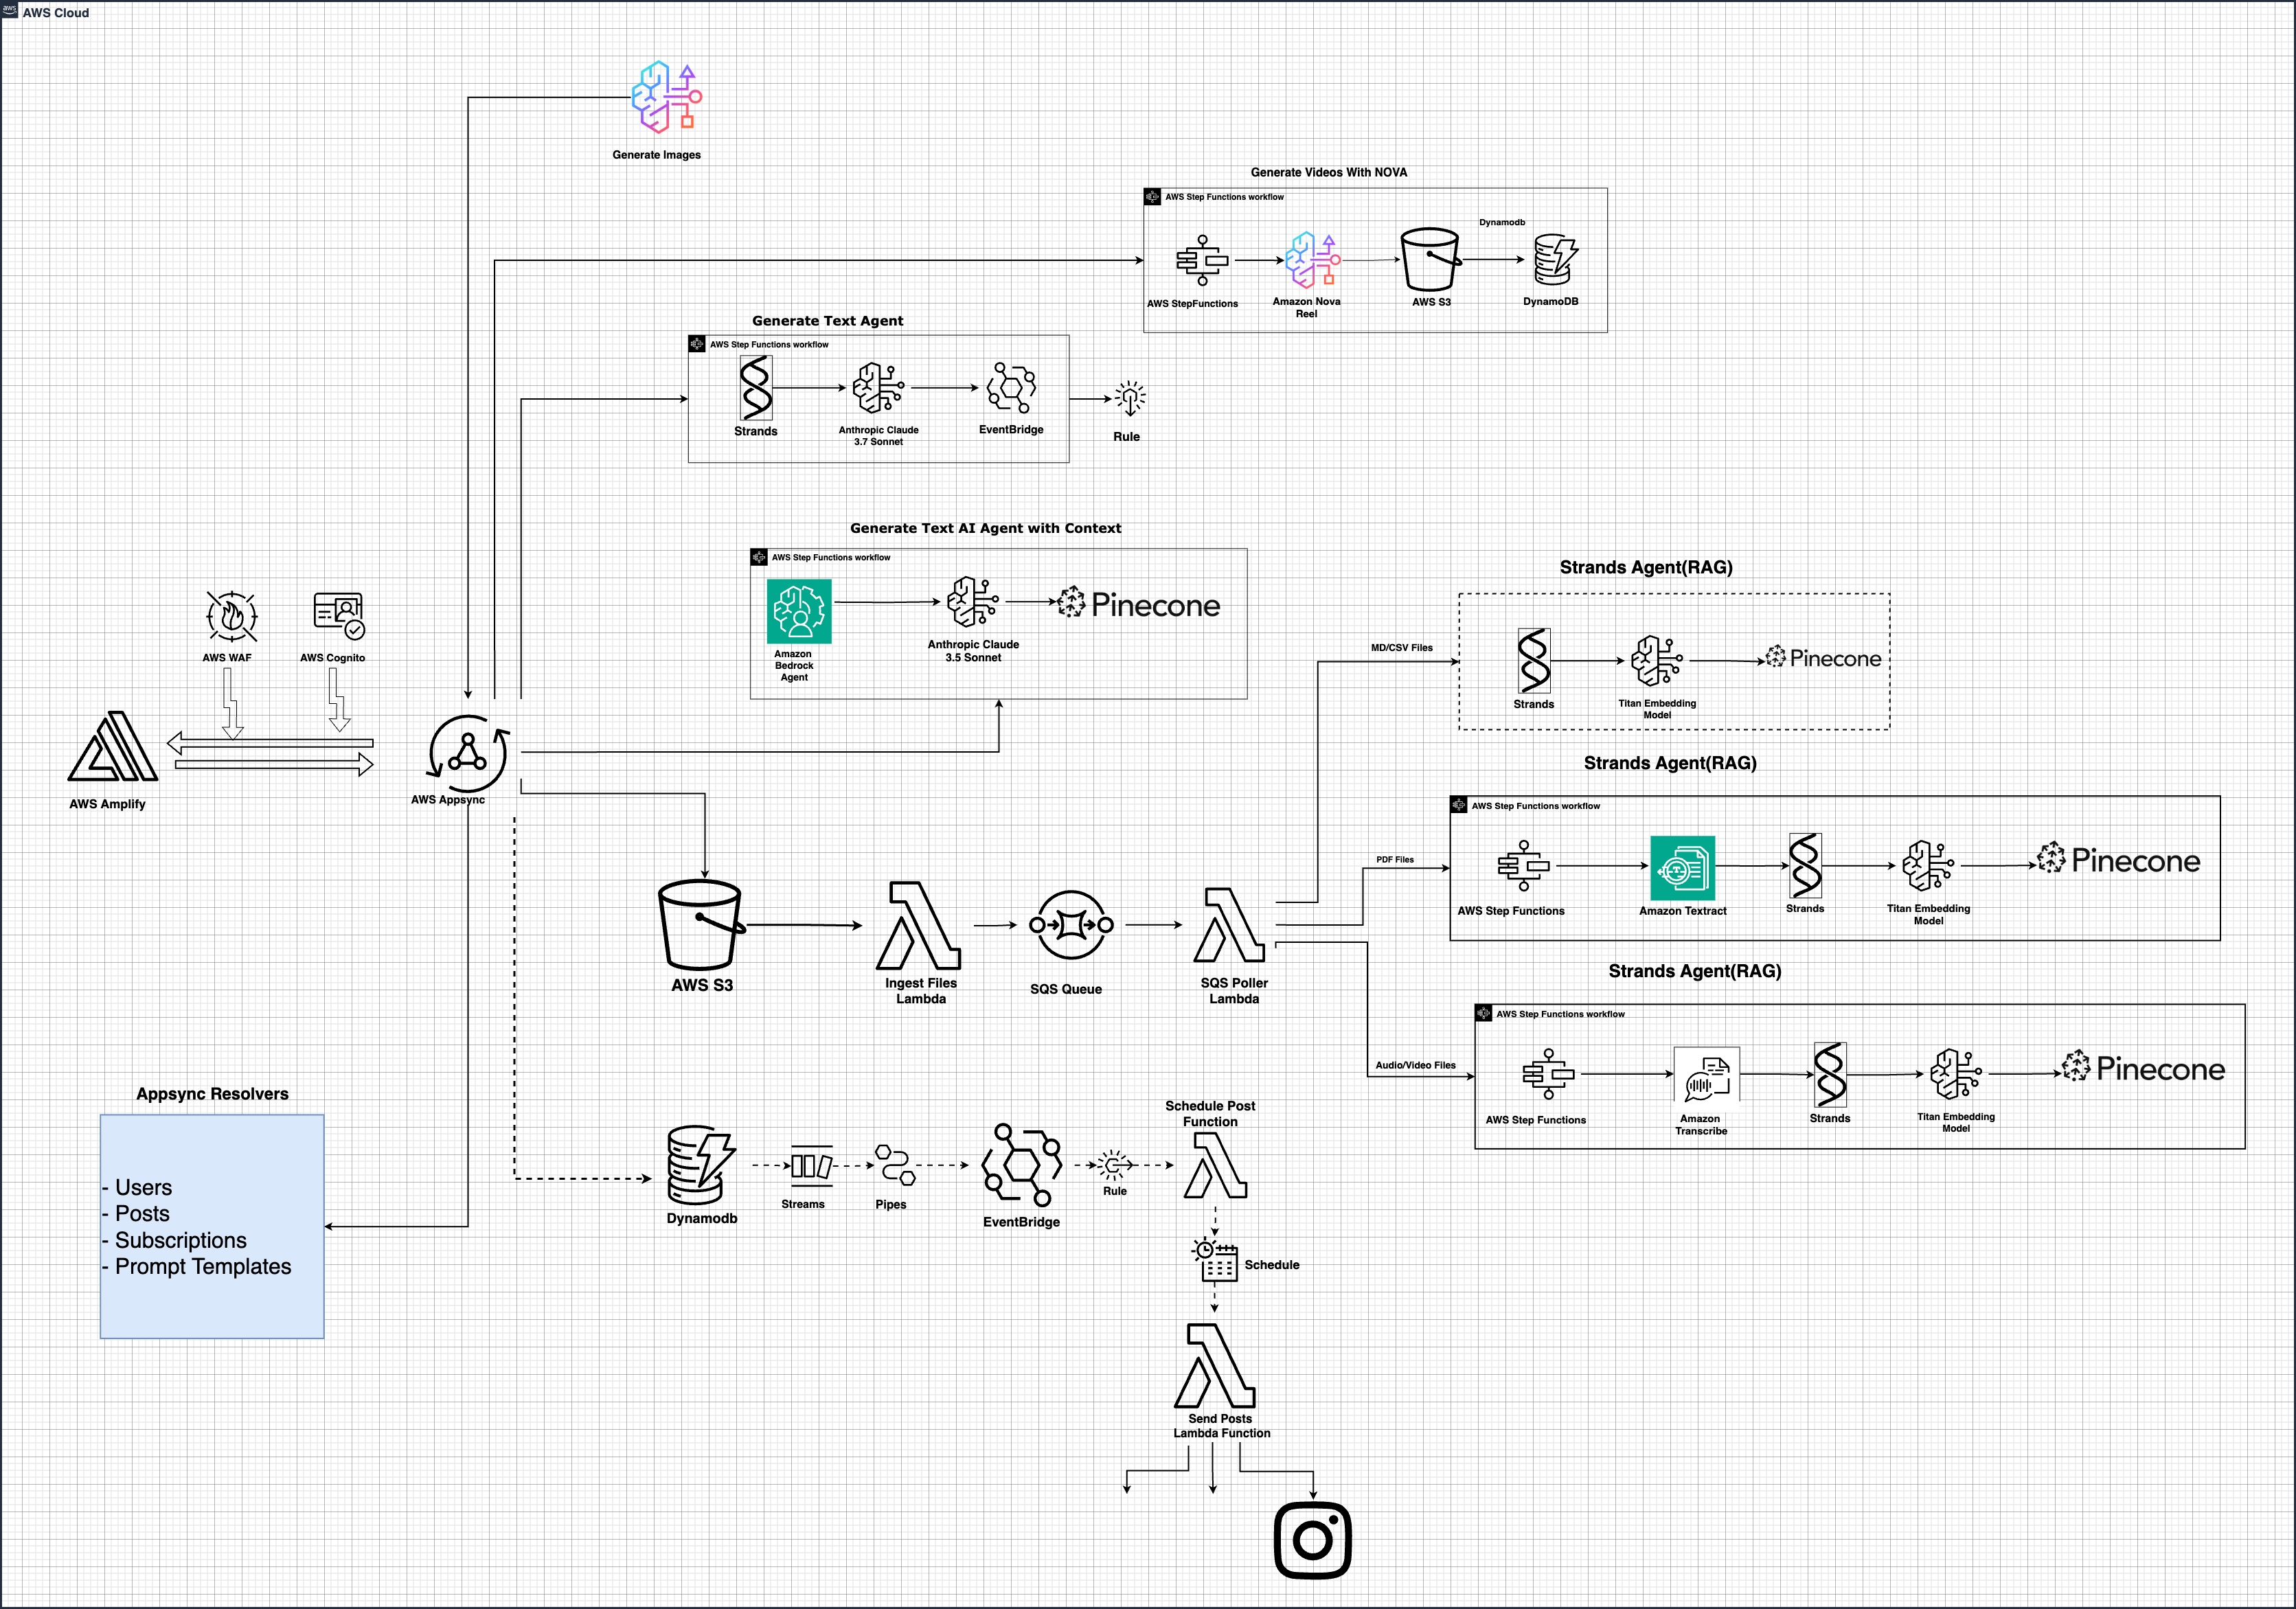 aws
AWS Cloud
Generate Images
Generate Videos With NOVA
AWS Step Functions workflow
Dynamodb
AWS StepFunctions
Amazon Nova
Reel
AWS S3
DynamoDB
Generate Text Agent
AWS Step Functions workflow
Strands
Anthropic Claude
3.7 Sonnet
EventBridge
Rule
Generate Text AI Agent with Context
AWS Step Functions workflow
Amazon
Bedrock
Agent
Anthropic Claude
3.5 Sonnet
Pinecone
AWS WAF
AWS Cognito
AWS Amplify
AWS Appsync
MD/CSV Files
Strands Agent(RAG)
Strands
Titan Embedding
Model
Pinecone
Strands Agent(RAG)
PDF Files
AWS Step Functions workflow
AWS Step Functions
Amazon Textract
Strands
Titan Embedding
Model
Pinecone
AWS S3
Ingest Files
Lambda
SQS Queue
SQS Poller
Lambda
Strands Agent(RAG)
Audio/Video Files
AWS Step Functions workflow
AWS Step Functions
Amazon
Transcribe
Strands
Titan Embedding
Model
Pinecone
Appsync Resolvers
- Users
- Posts
- Subscriptions
- Prompt Templates
Dynamodb
Streams
Pipes
EventBridge
Rule
Schedule Post
Function
Schedule
Send Posts
Lambda Function